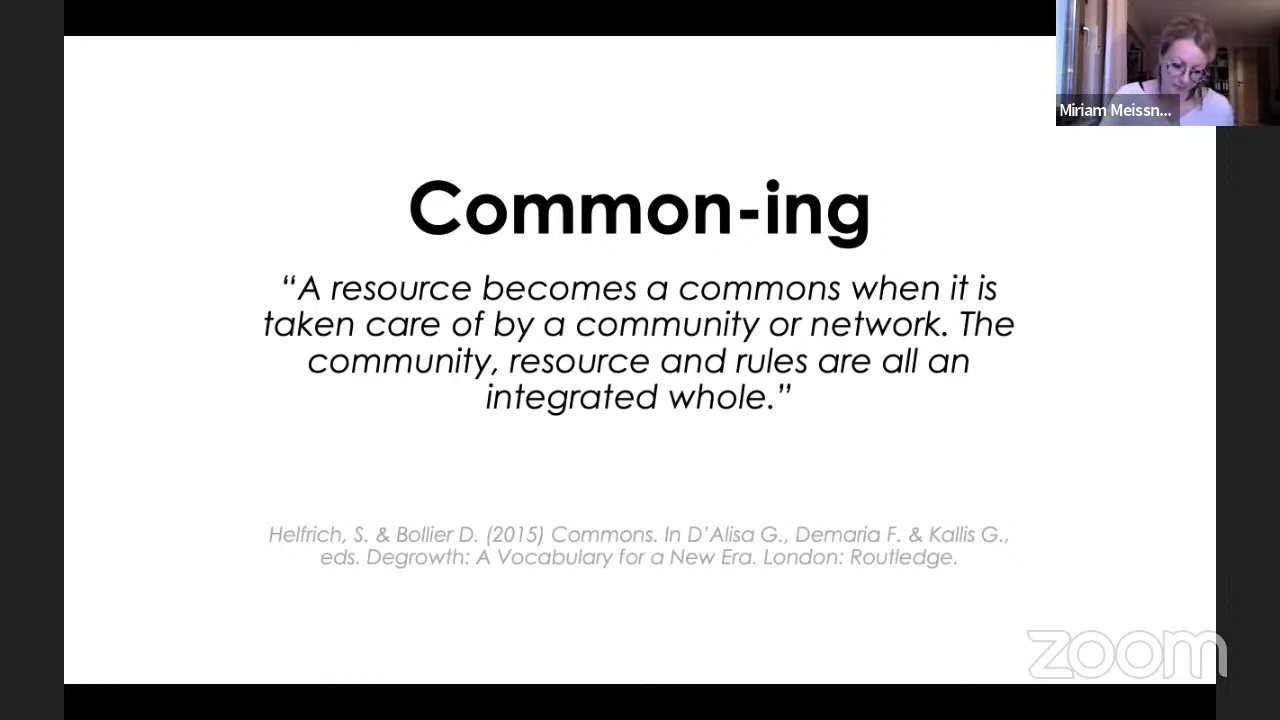 Miriam Meissn...
Common-ing
“A resource becomes a commons when it is
taken care of by a community or network. The
community, resource and rules are all an
integrated whole.”
Helfrich, S. & Bollier D. (2015) Commons. In D’Alisa G., Demaria F. & Kallis G.,
eds. Degrowth: A Vocabulary for a New Era. London: Routledge.
zoom